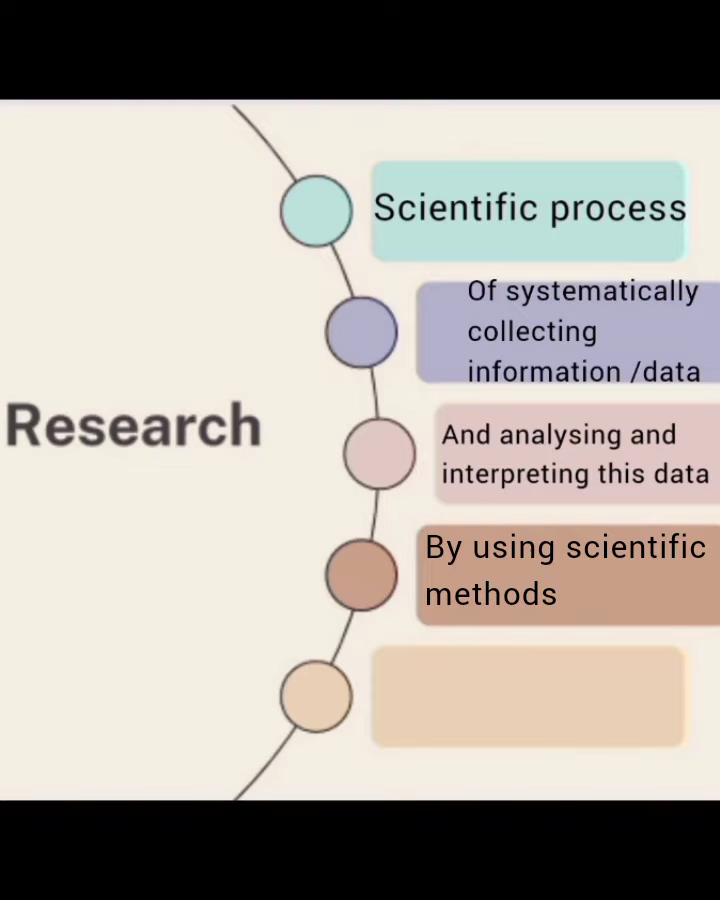 Scientific process
Of systematically
collecting
information /data
Research
And analysing and
interpreting this data
By using scientific
methods